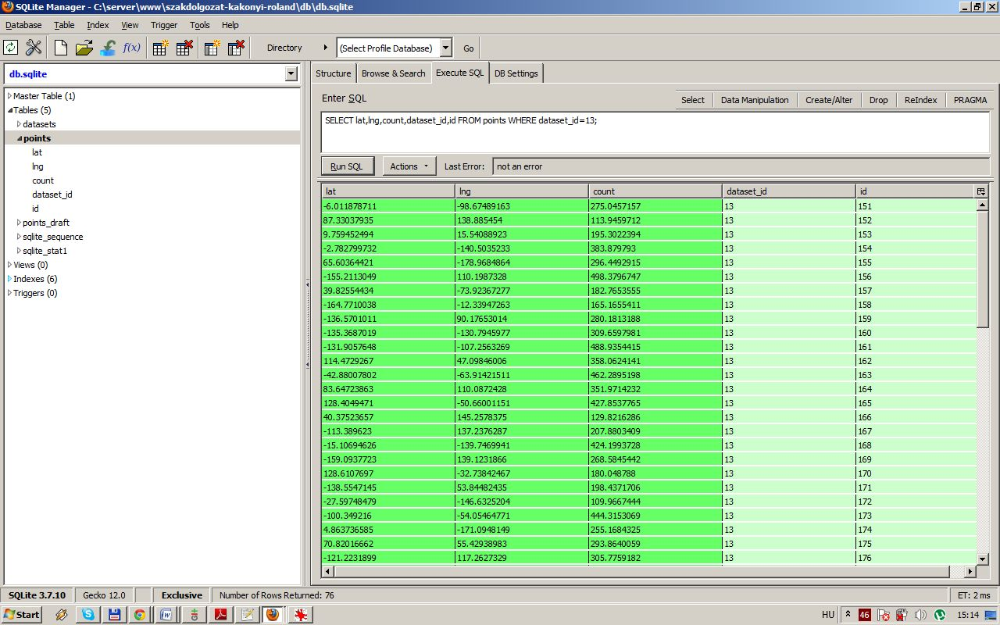 SQLite Manager - C:\server\www\szakdolgozat-kakonyi-roland\db\db.sqlite
Database Table Index View Trigger Tools Help
f(x) Directory (Select Profile Database) Go
db.sqlite
Master Table (1)
Tables (5)
datasets
points
lat
lng
count
dataset_id
id
points_draft
sqlite_sequence
sqlite_stat1
Views (0)
Indexes (6)
Triggers (0)
Structure Browse & Search Execute SQL DB Settings
Enter SQL Select Data Manipulation Create/Alter Drop ReIndex PRAGMA
SELECT lat,lng,count,dataset_id,id FROM points WHERE dataset_id=13;
Run SQL Actions Last Error: not an error
lat lng count dataset_id id
-6.011878711 -98.67489163 275.0457157 13 151
87.33037935 138.885454 113.9459712 13 152
9.759452494 15.54088923 195.3022394 13 153
-2.782799732 -140.5035233 383.879793 13 154
65.60364421 -178.9684864 296.4492915 13 155
-155.2113049 110.1987328 498.3796747 13 156
39.82554434 -73.92367277 182.7653555 13 157
-164.7710038 -12.33947263 165.1655411 13 158
-136.5701011 90.17653014 280.1813188 13 159
-135.3687019 -130.7945977 309.6597981 13 160
-131.9057648 -107.2563269 488.9354415 13 161
114.4729267 47.09846006 358.0624141 13 162
-42.88007802 -63.91421511 462.2895198 13 163
83.64723863 110.0872428 351.9714232 13 164
128.4049471 -50.66001151 427.8537765 13 165
40.37523657 145.2578375 129.8216286 13 166
-113.389623 137.2376287 207.8803409 13 167
-15.10694626 -139.7469941 424.1993728 13 168
-159.0937723 139.1231866 268.5845442 13 169
128.6107697 -32.73842467 180.048788 13 170
-138.5547145 53.84482435 198.4371706 13 171
-27.59748479 -146.6325204 109.9667444 13 172
-100.349216 -54.05464771 444.3153069 13 173
4.863736585 -171.0948149 255.1684325 13 174
70.82016662 55.42938983 293.8640059 13 175
-121.2231899 117.2627329 305.7759182 13 176
SQLite 3.7.10 Gecko 12.0 Exclusive Number of Rows Returned: 76 ET: 2 ms
Start HU 46 15:14